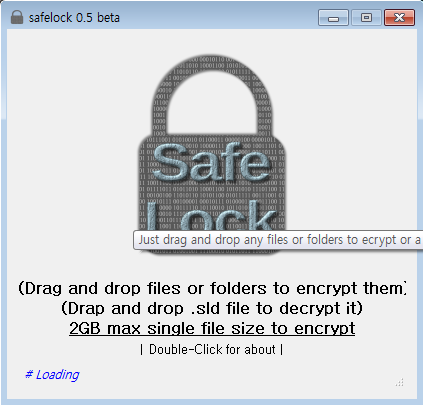 safelock 0.5 beta
Safe
Lock
Just drag and drop any files or folders to ecrypt or a
(Drag and drop files or folders to encrypt them)
(Drap and drop .sld file to decrypt it)
2GB max single file size to encrypt
| Double-Click for about |
# Loading